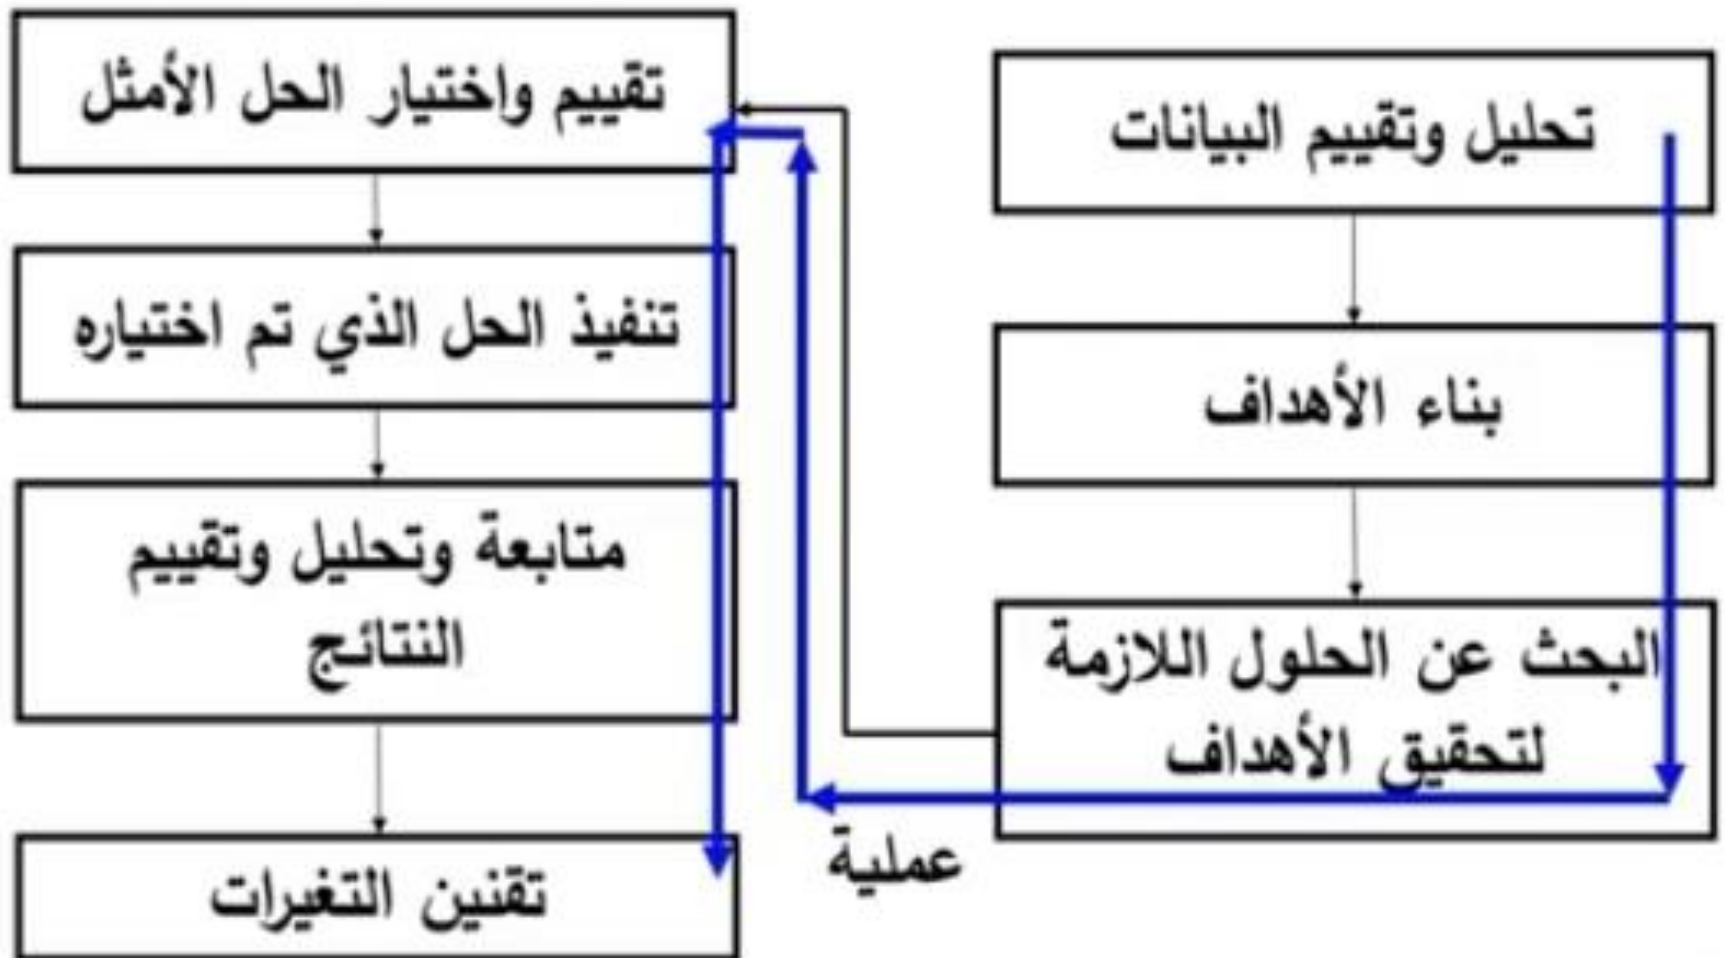 تحليل وتقييم البيانات
بناء الأهداف
البحث عن الحلول اللازمة
لتحقيق الأهداف
عملية
تقييم واختيار الحل الأمثل
تنفيذ الحل الذي تم اختياره
متابعة وتحليل وتقييم
النتائج
تقنين التغيرات